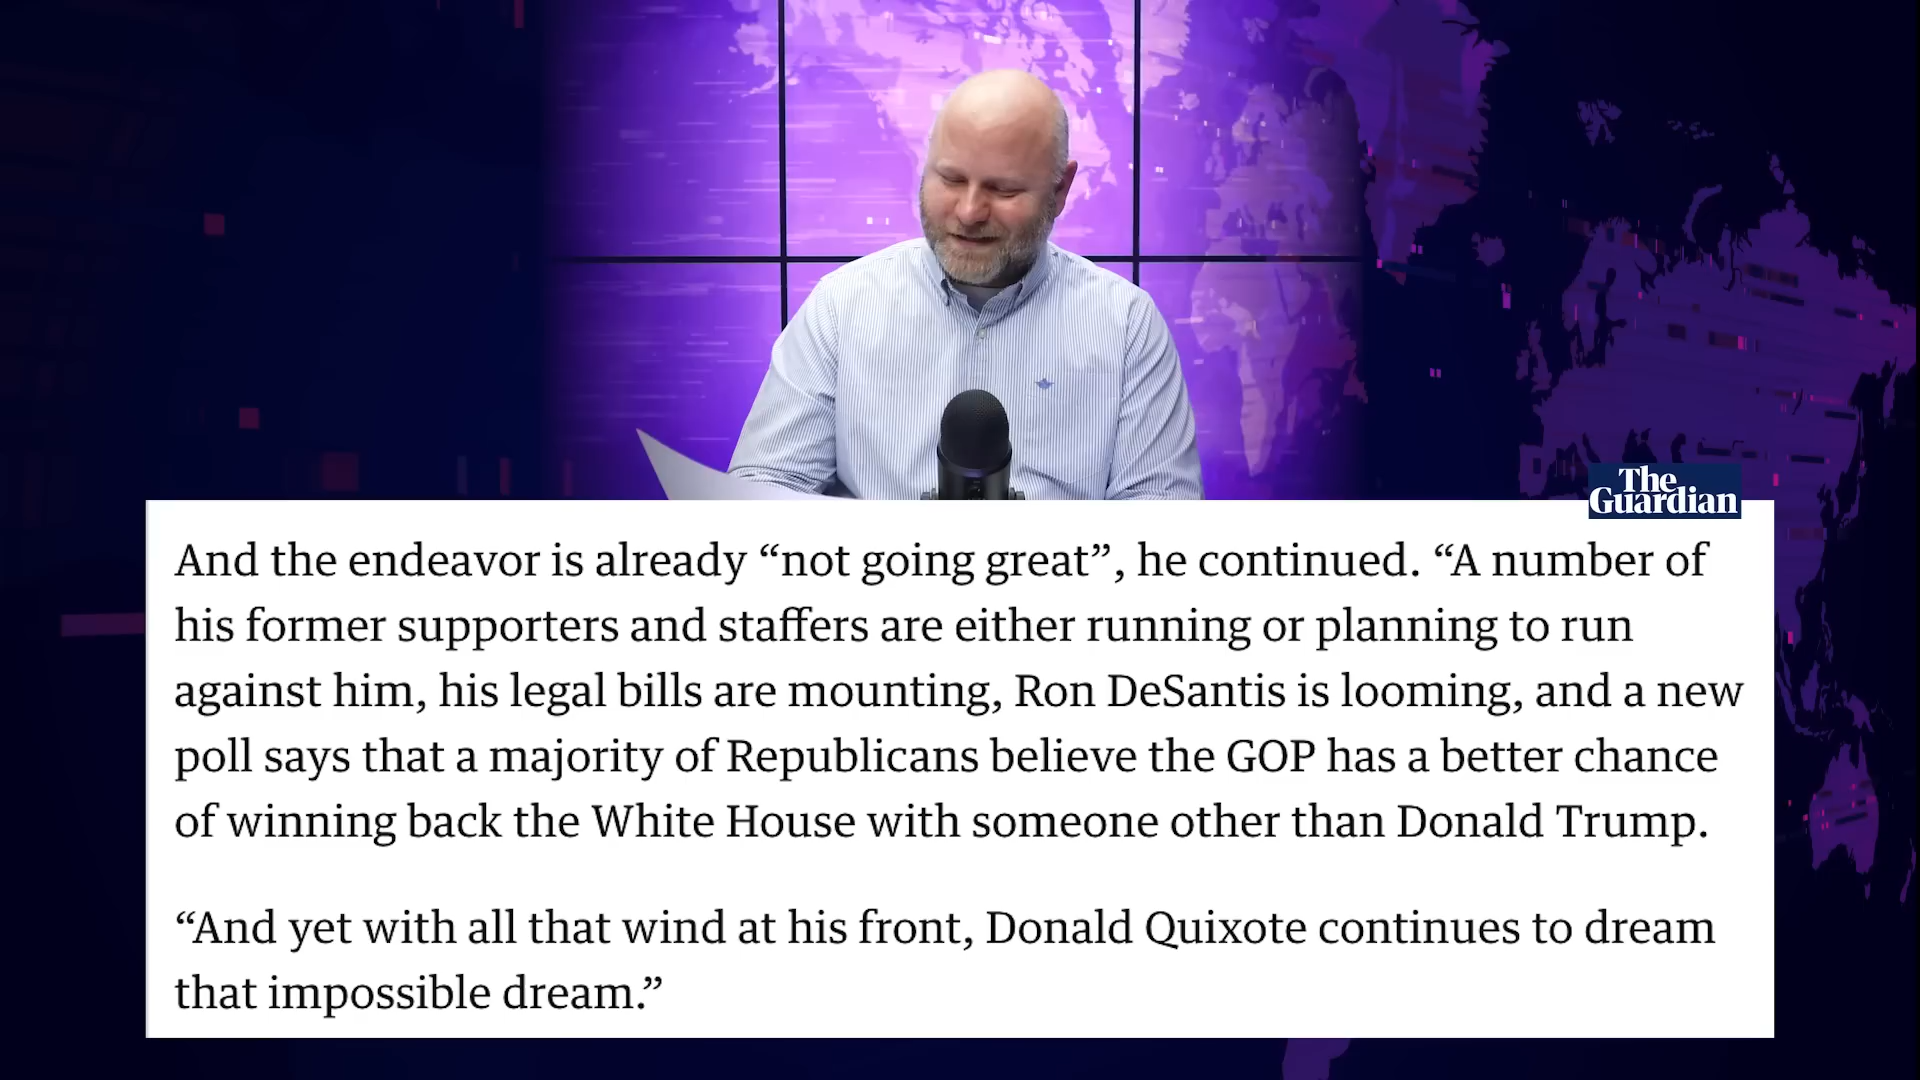 The
Guardian
And the endeavor is already “not going great”, he continued. “A number of
his former supporters and staffers are either running or planning to run
against him, his legal bills are mounting, Ron DeSantis is looming, and a new
poll says that a majority of Republicans believe the GOP has a better chance
of winning back the White House with someone other than Donald Trump.
“And yet with all that wind at his front, Donald Quixote continues to dream
that impossible dream.”